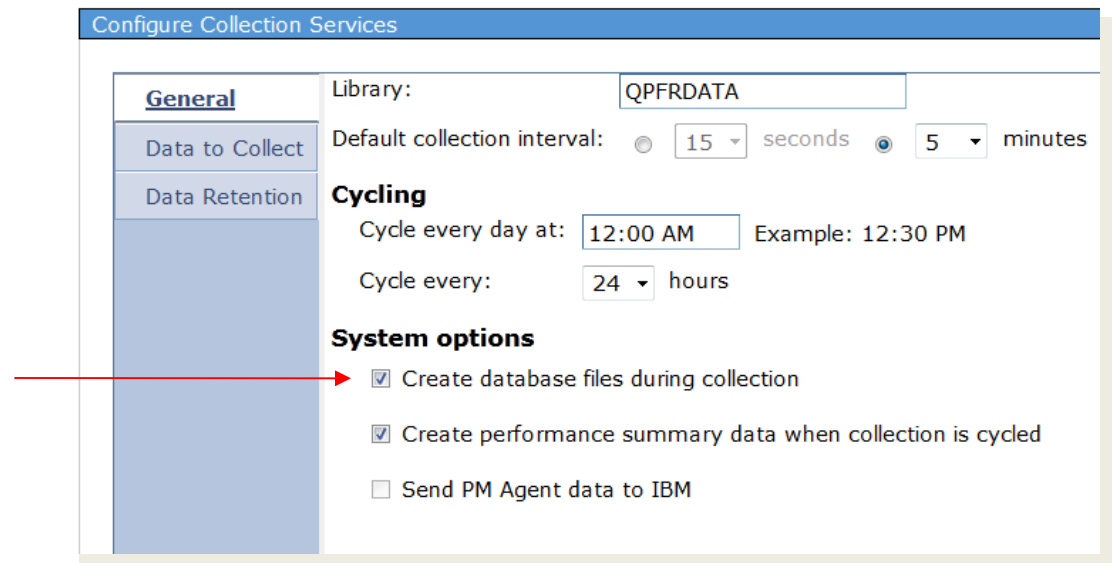 Configure Collection Services
General
Data to Collect
Data Retention
Library: QPFRDATA
Default collection interval: 15 seconds 5 minutes
Cycling
Cycle every day at: 12:00 AM Example: 12:30 PM
Cycle every: 24 hours
System options
Create database files during collection
Create performance summary data when collection is cycled
Send PM Agent data to IBM